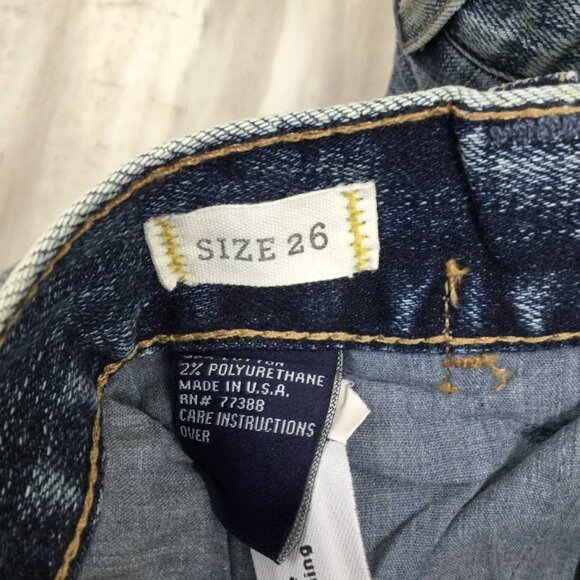 SIZE 26
2% POLYURETHANE
MADE IN U.S.A.
RN# 77388
CARE INSTRUCTIONS
OVER